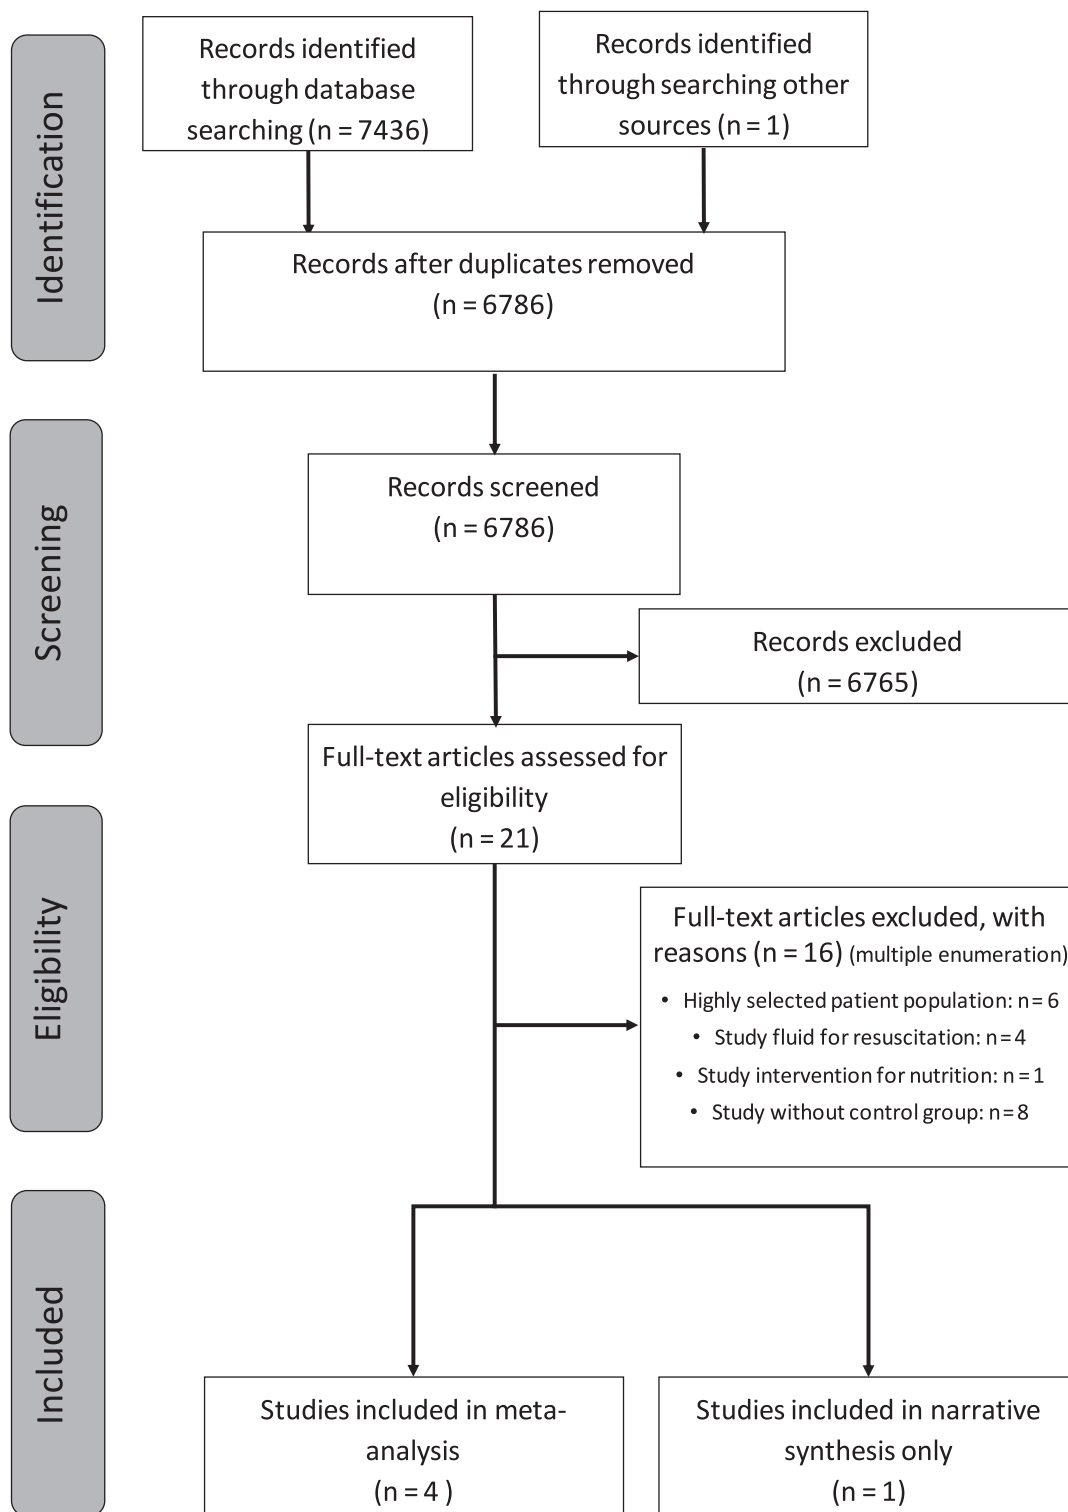 Identification
Records identified
through database
searching (n = 7436)
Records identified
through searching other
sources (n = 1)
Records after duplicates removed
(n = 6786)
Screening
Records screened
(n = 6786)
Records excluded
(n = 6765)
Full-text articles assessed for
eligibility
(n = 21)
Eligibility
Full-text articles excluded, with
reasons (n = 16) (multiple enumeration)
• Highly selected patient population: n = 6
• Study fluid for resuscitation: n = 4
• Study intervention for nutrition: n = 1
• Study without control group: n = 8
Included
Studies included in meta-
analysis
(n = 4 )
Studies included in narrative
synthesis only
(n = 1)